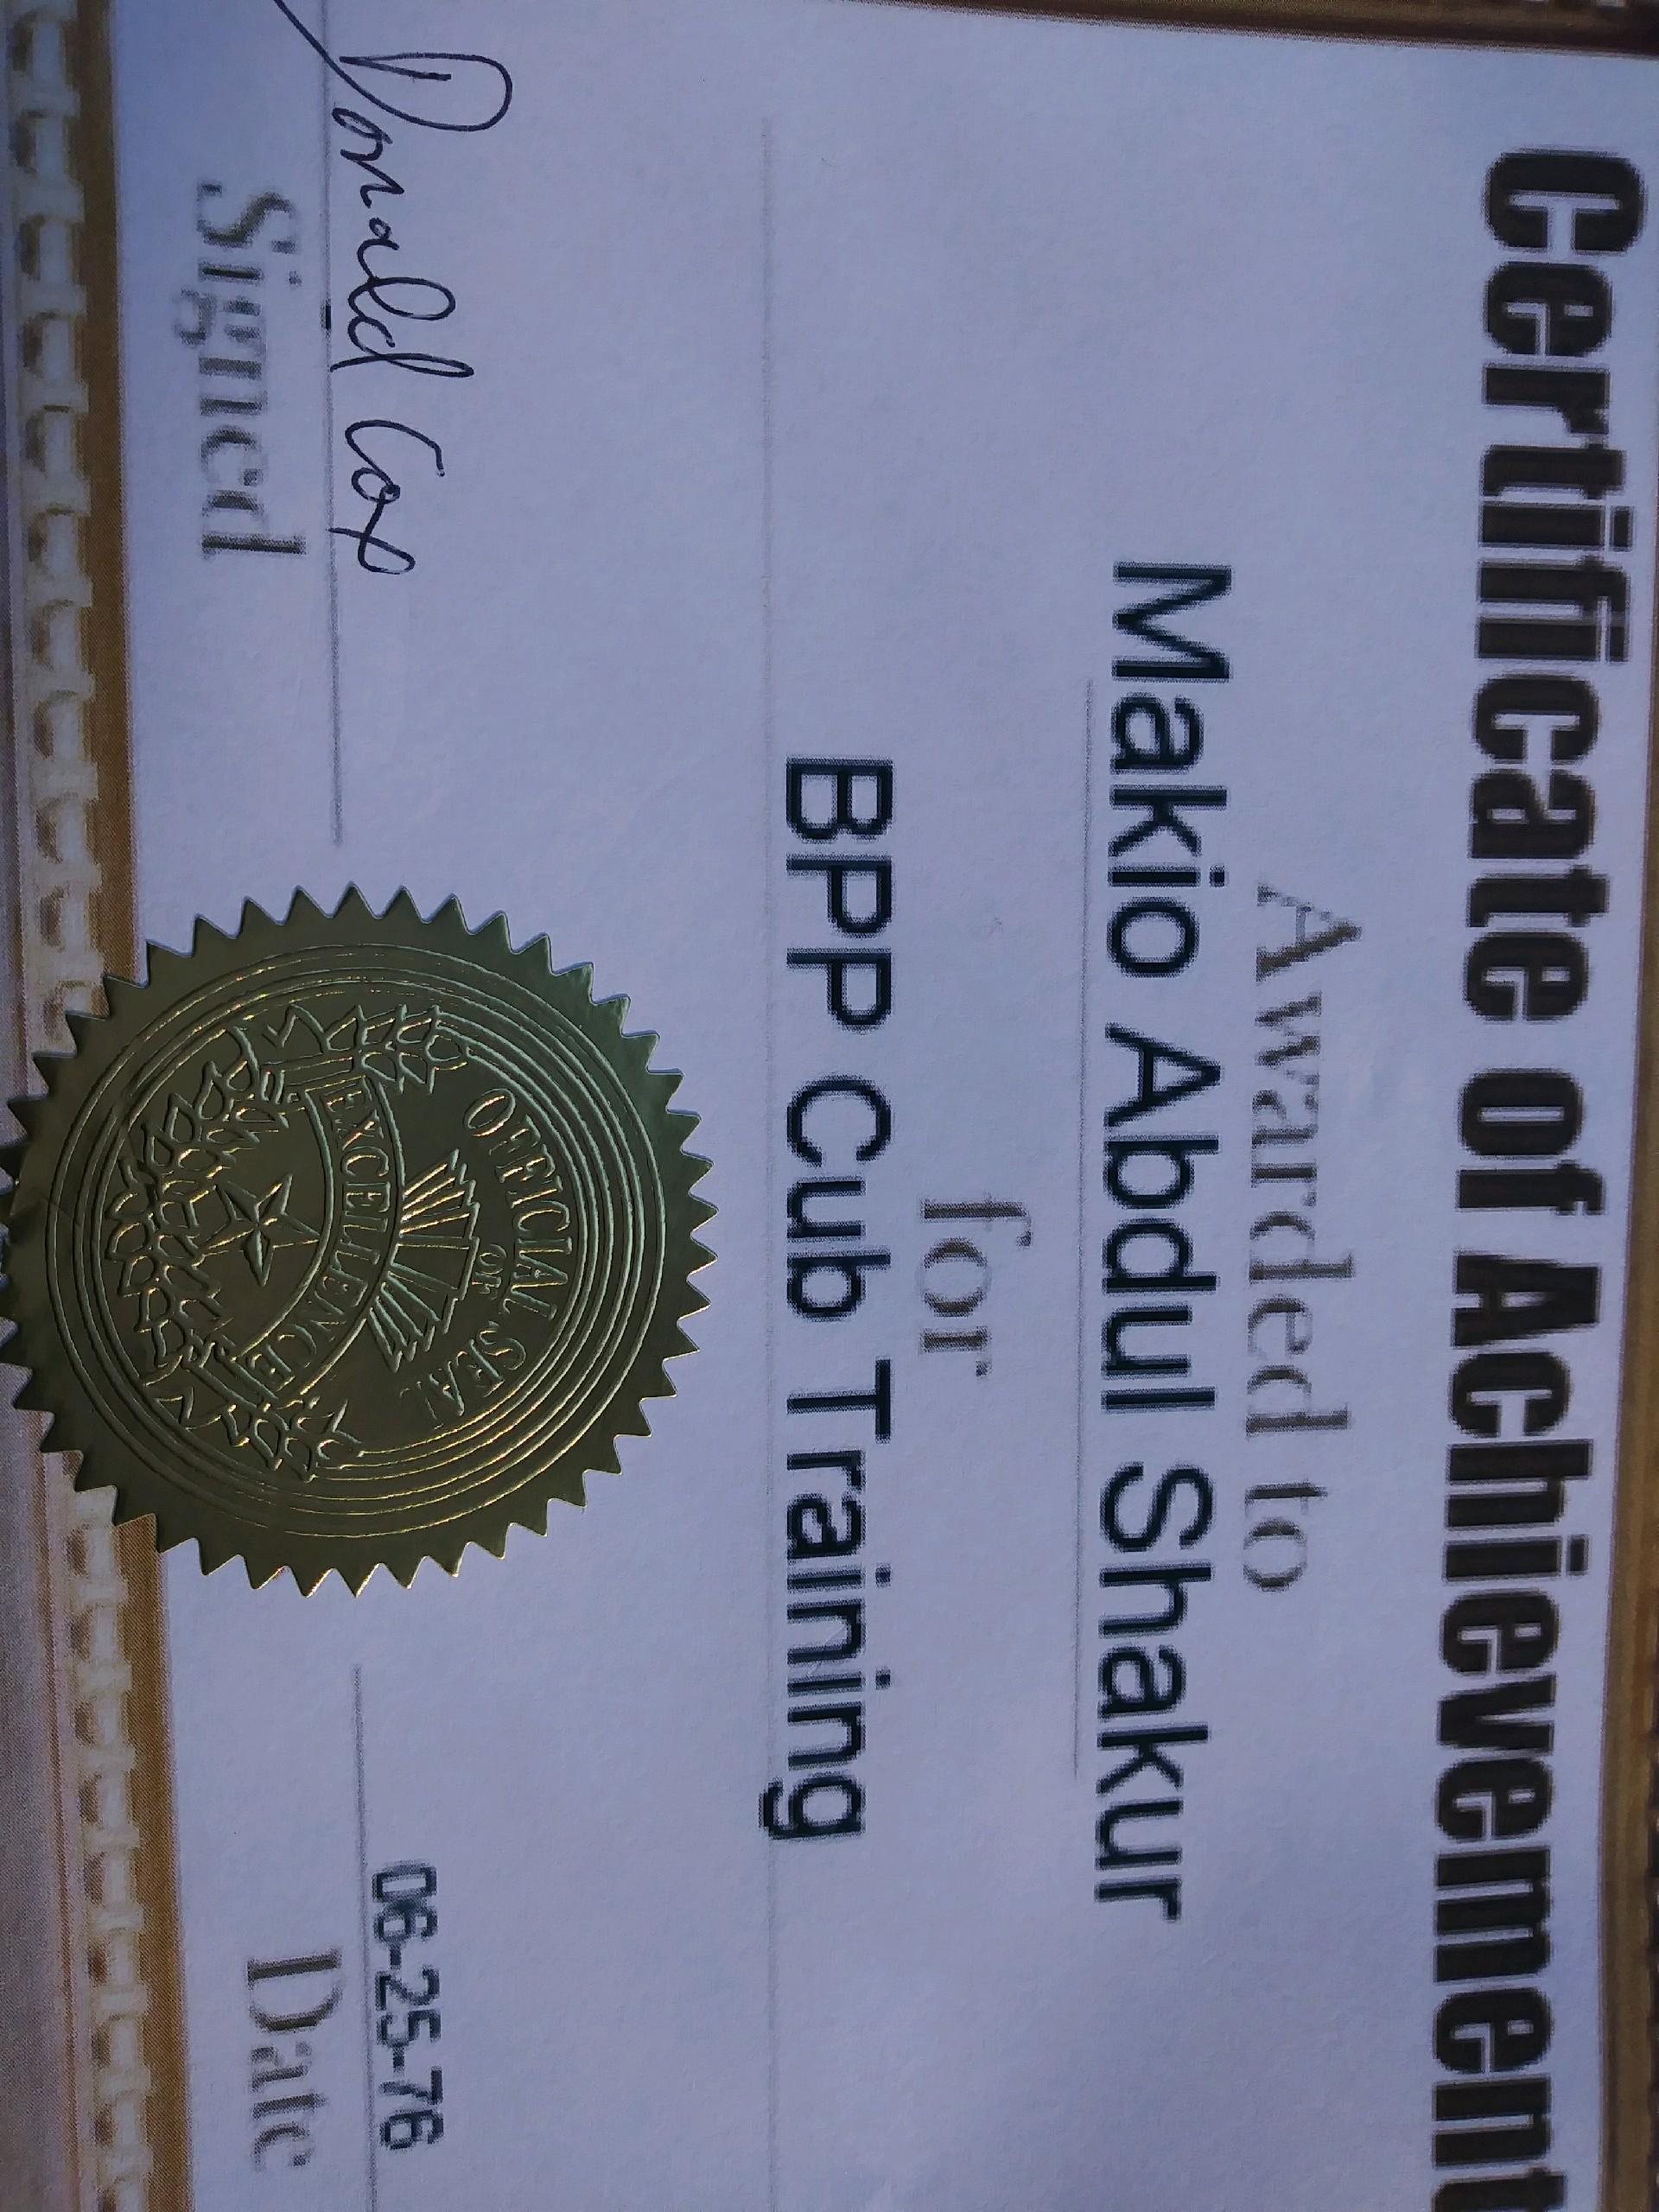 Certificate of Achievement
Awarded to
Makio Abdul Shakur
for
BPP Cub Training
Donald Cox
Signed
OFFICIAL SEAL
OF
EXCELLENCE
06-25-76
Date